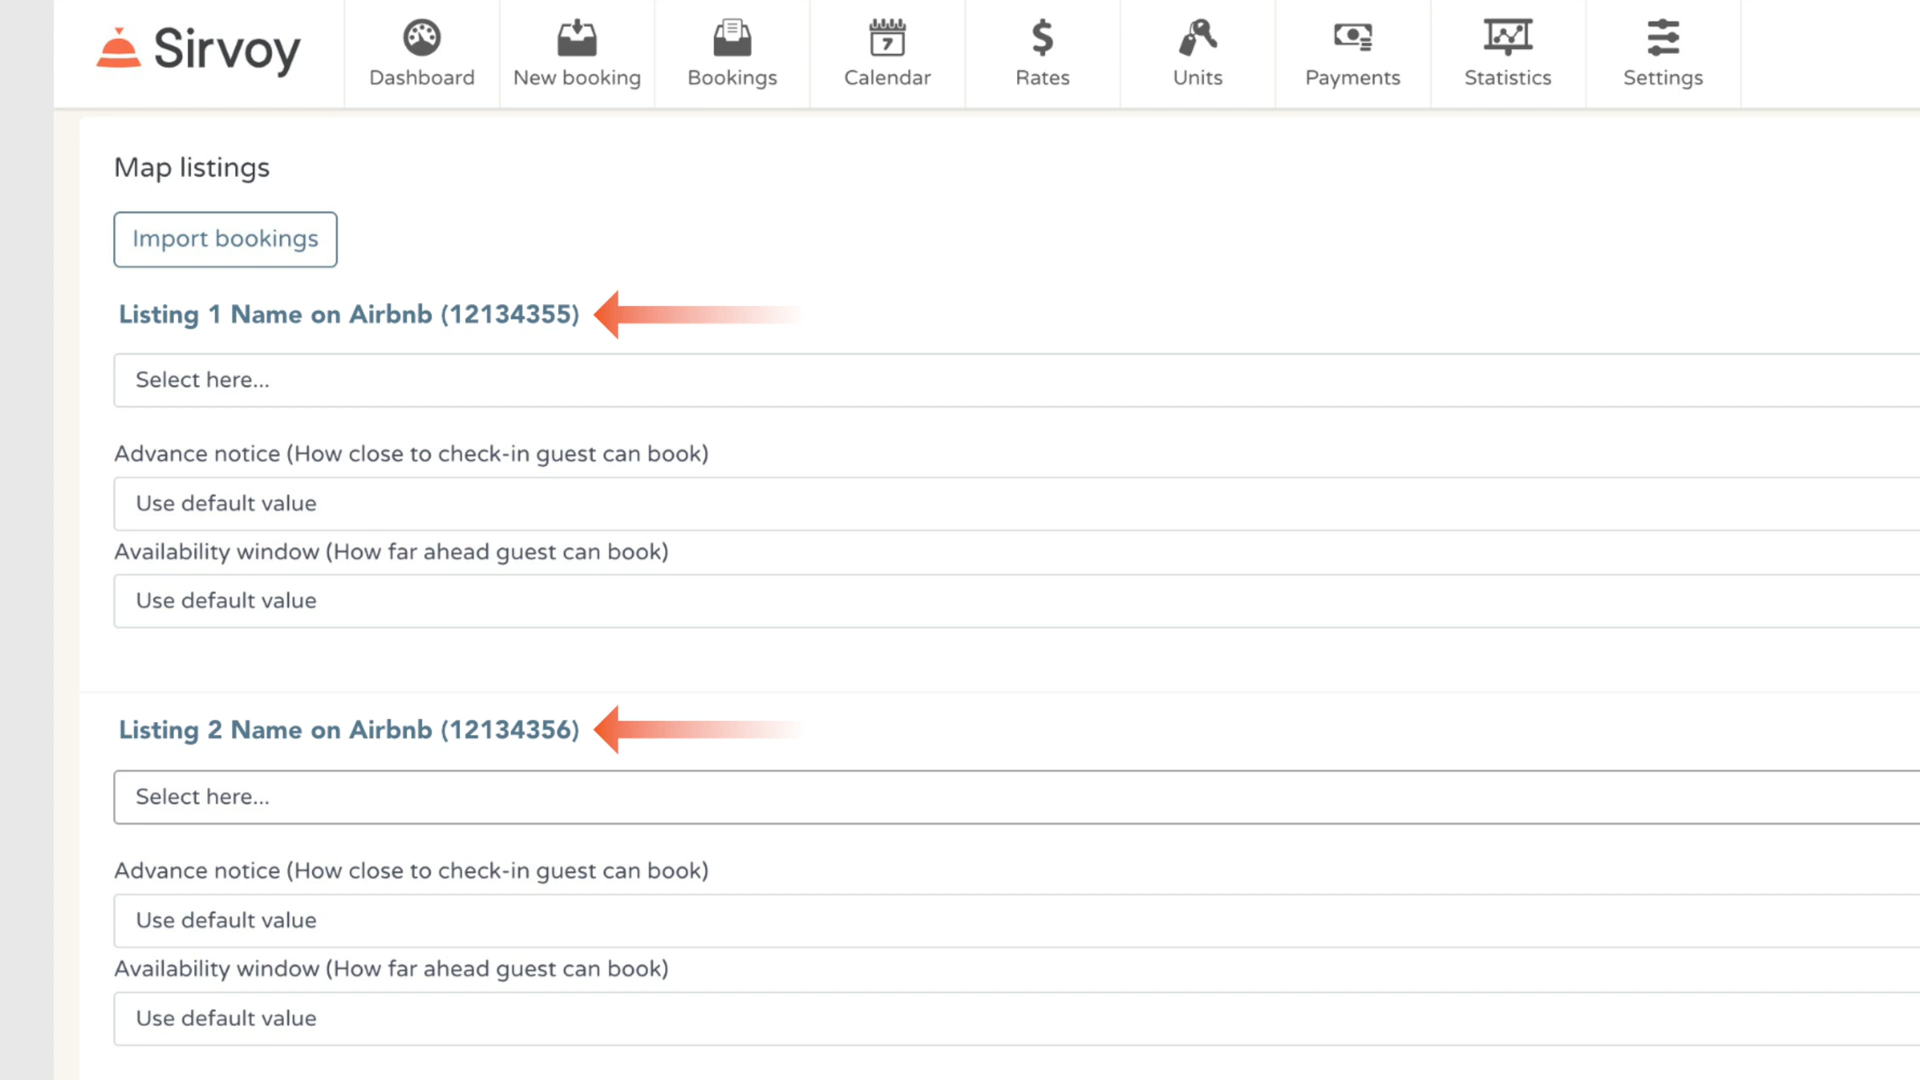 Sirvoy
Dashboard
New booking
Bookings
7
Calendar
$
Rates
Units
Payments
Statistics
Settings
Map listings
Import bookings
Listing 1 Name on Airbnb (12134355)
Select here...
Advance notice (How close to check-in guest can book)
Use default value
Availability window (How far ahead guest can book)
Use default value
Listing 2 Name on Airbnb (12134356)
Select here...
Advance notice (How close to check-in guest can book)
Use default value
Availability window (How far ahead guest can book)
Use default value